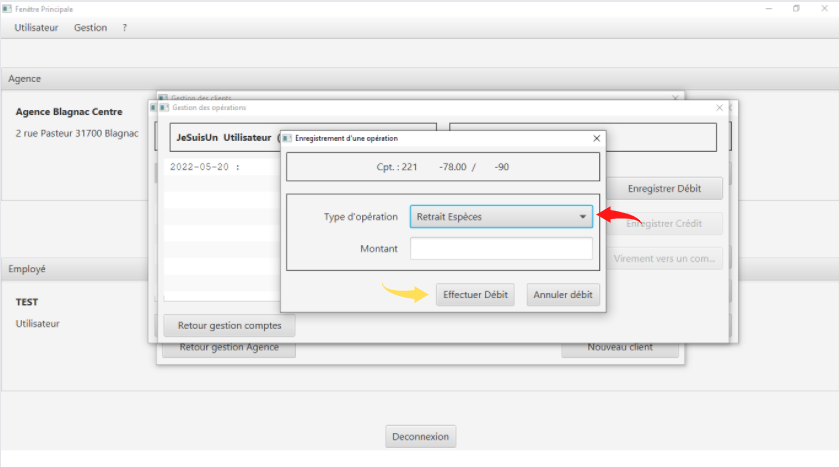 Fenêtre Principale
Utilisateur Gestion ?
Agence
Agence Blagnac Centre
2 rue Pasteur 31700 Blagnac
Gestion des clients
Gestion des opérations
JeSuisUn Utilisateur (
Enregistrement d'une opération
2022-05-20 :
Cpt. : 221 -78.00 / -90
Enregistrer Débit
Type d'opération Retrait Espèces
Enregistrer Crédit
Montant
Virement vers un com...
Employé
TEST
Effectuer Débit Annuler débit
Utilisateur
Retour gestion comptes
Retour gestion Agence Nouveau client
Deconnexion